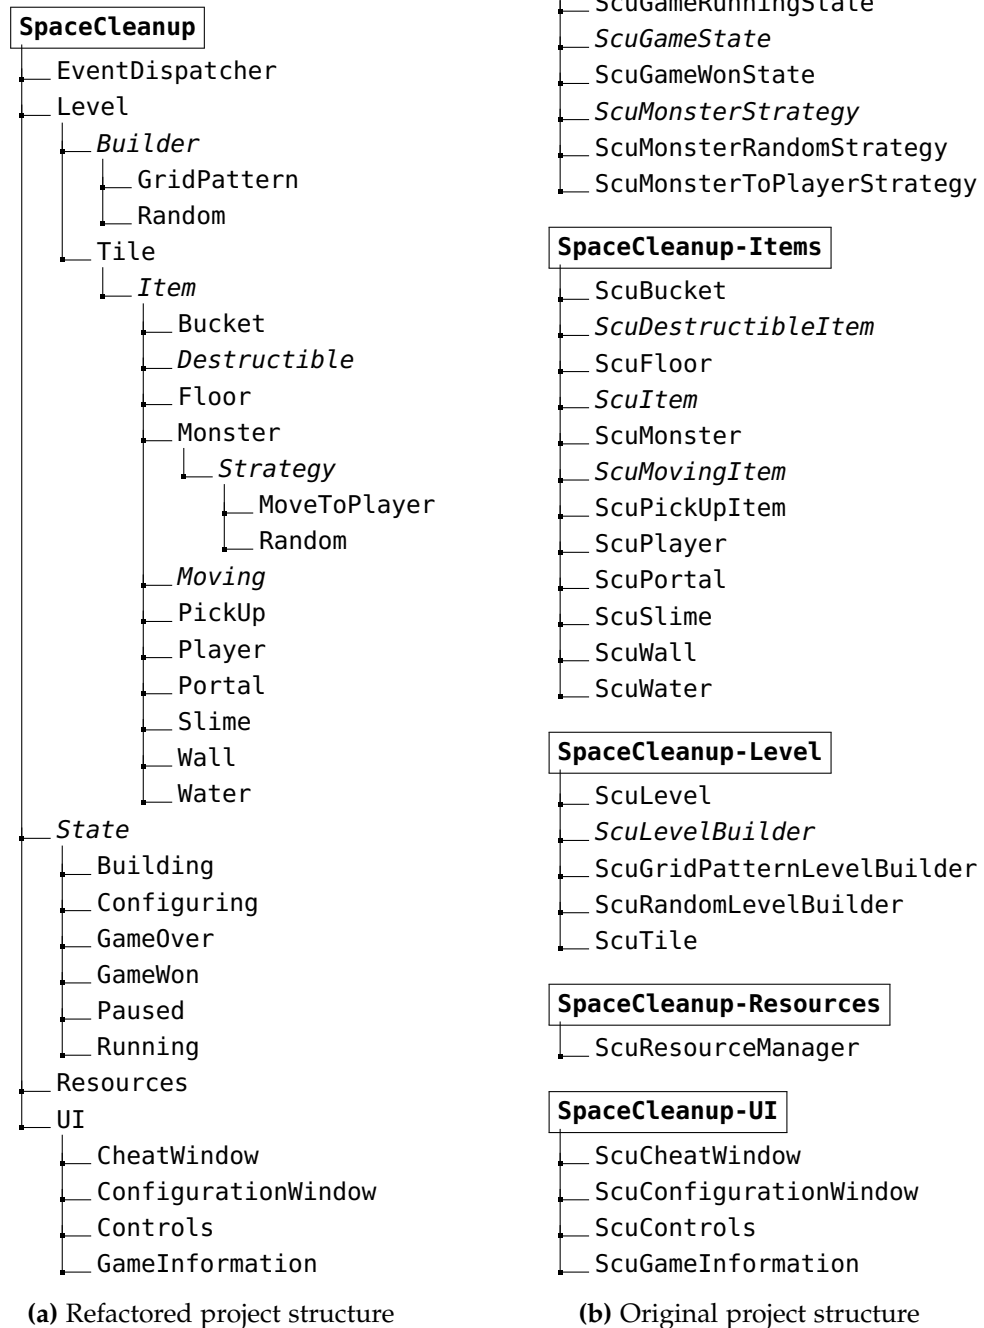 SpaceCleanup
EventDispatcher
Level
Builder
GridPattern
Random
Tile
Item
Bucket
Destructible
Floor
Monster
Strategy
MoveToPlayer
Random
Moving
PickUp
Player
Portal
Slime
Wall
Water
State
Building
Configuring
GameOver
GameWon
Paused
Running
Resources
UI
CheatWindow
ConfigurationWindow
Controls
GameInformation
(a) Refactored project structure
ScuGameRunningState
ScuGameState
ScuGameWonState
ScuMonsterStrategy
ScuMonsterRandomStrategy
ScuMonsterToPlayerStrategy
SpaceCleanup-Items
ScuBucket
ScuDestructibleItem
ScuFloor
ScuItem
ScuMonster
ScuMovingItem
ScuPickUpItem
ScuPlayer
ScuPortal
ScuSlime
ScuWall
ScuWater
SpaceCleanup-Level
ScuLevel
ScuLevelBuilder
ScuGridPatternLevelBuilder
ScuRandomLevelBuilder
ScuTile
SpaceCleanup-Resources
ScuResourceManager
SpaceCleanup-UI
ScuCheatWindow
ScuConfigurationWindow
ScuControls
ScuGameInformation
(b) Original project structure